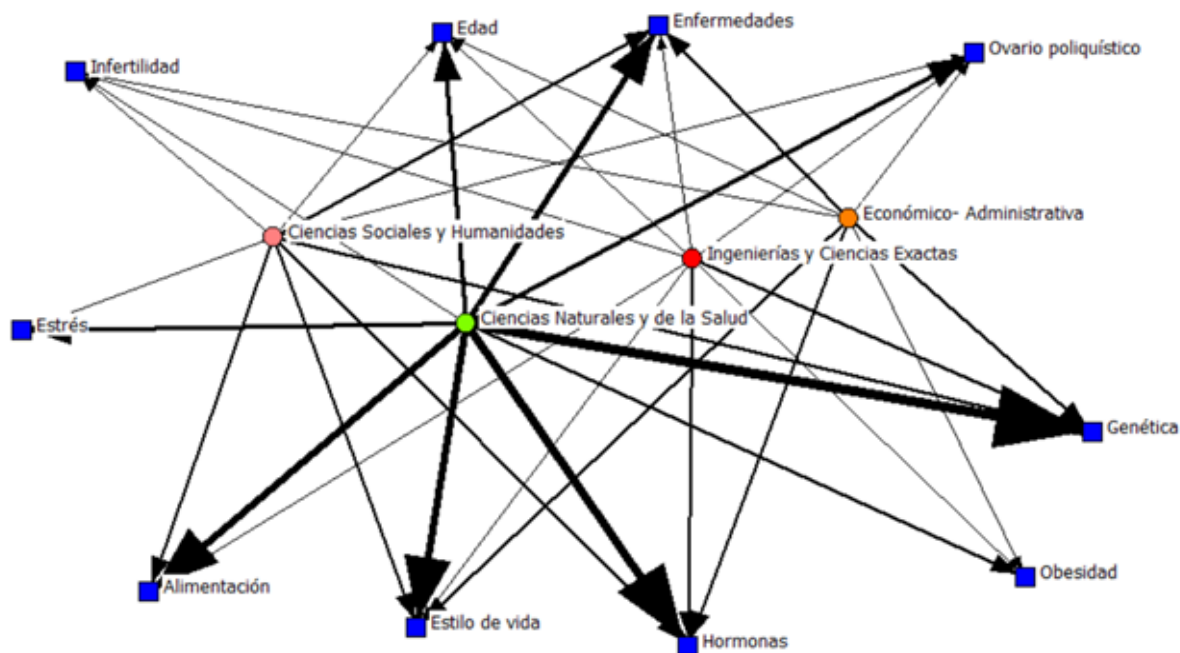 Edad
Enfermedades
Ovario poliquístico
Infertilidad
Económico- Administrativa
Ciencias Sociales y Humanidades
Ingenierías y Ciencias Exactas
Ciencias Naturales y de la Salud
Estrés
Genética
Obesidad
Alimentación
Estilo de vida
Hormonas